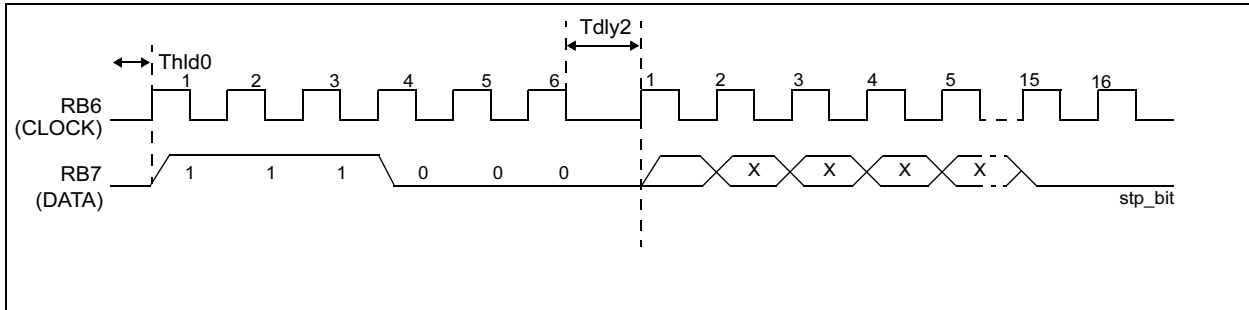 Tdly2
Thld0
1 2 3 4 5 6 1 2 3 4 5 15 16
RB6
(CLOCK)
RB7
(DATA)
1 1 1 0 0 0 X X X X
stp_bit